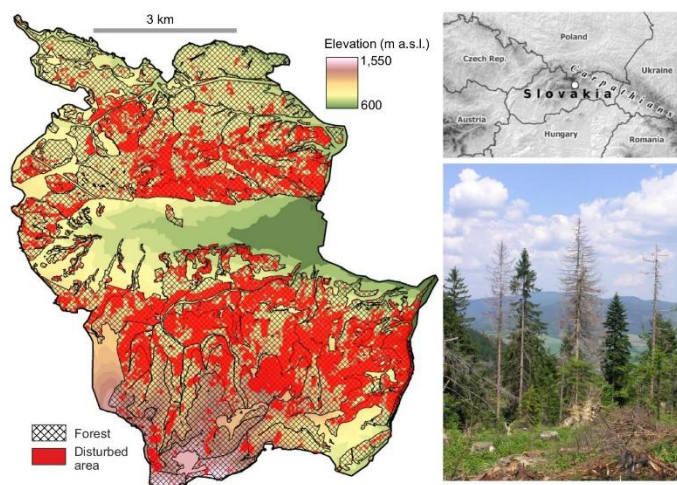 3 km
Elevation (m a.s.l.)
1,550
600
Forest
Disturbed
area
Poland
Czech Rep.
Carpathians
Ukraine
Slovakia
Austria
Hungary
Romania